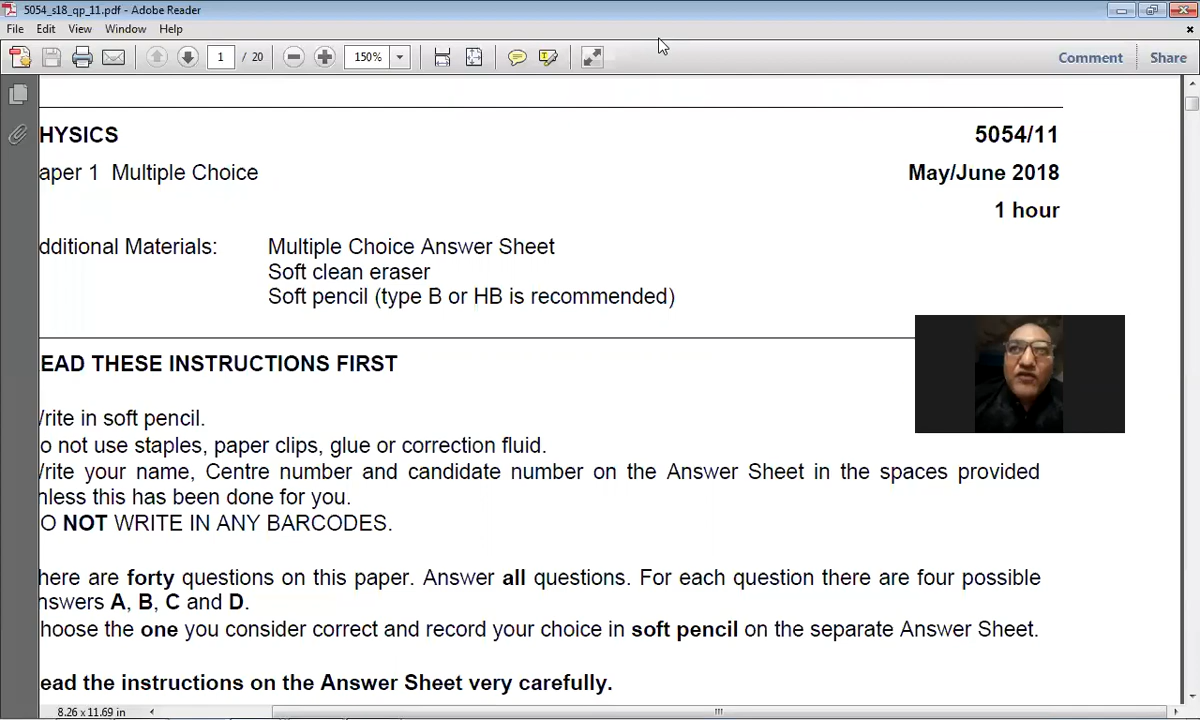 5054_s18_qp_11.pdf - Adobe Reader
File Edit View Window Help
1 / 20 150% Comment Share
HYSICS 5054/11
aper 1 Multiple Choice May/June 2018
1 hour
dditional Materials: Multiple Choice Answer Sheet
Soft clean eraser
Soft pencil (type B or HB is recommended)
EAD THESE INSTRUCTIONS FIRST
rite in soft pencil.
o not use staples, paper clips, glue or correction fluid.
rite your name, Centre number and candidate number on the Answer Sheet in the spaces provided
nless this has been done for you.
O NOT WRITE IN ANY BARCODES.
here are forty questions on this paper. Answer all questions. For each question there are four possible
nswers A, B, C and D.
hoose the one you consider correct and record your choice in soft pencil on the separate Answer Sheet.
ead the instructions on the Answer Sheet very carefully.
8.26 x 11.69 in